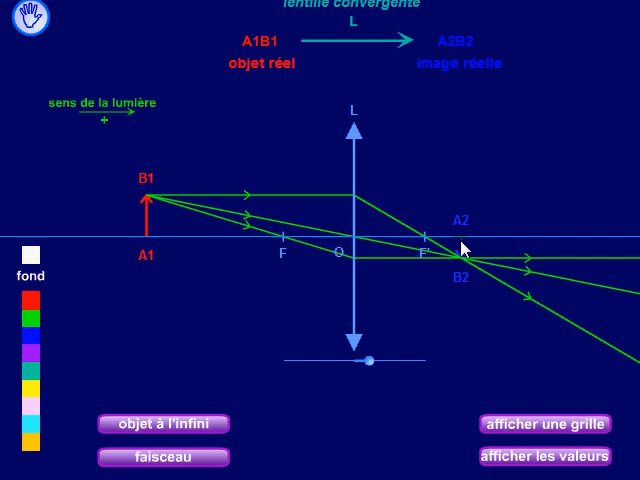 lentille convergente
L
A1B1 A2B2
objet réel image réelle
sens de la lumière
+
L
B1
A2
A1 F O F'
B2
fond
objet à l'infini afficher une grille
faisceau afficher les valeurs